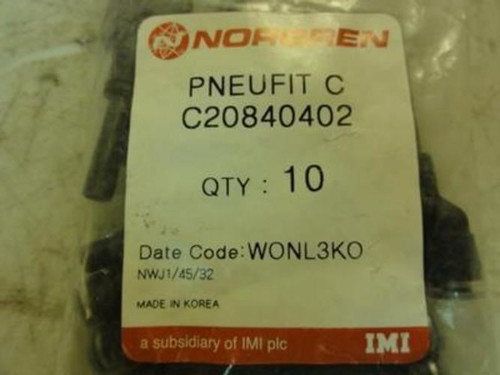 NORGREN
PNEUFIT C
C20840402
QTY : 10
Date Code: WONL3KO
NWJ1/45/32
MADE IN KOREA
a subsidiary of IMI plc IMI